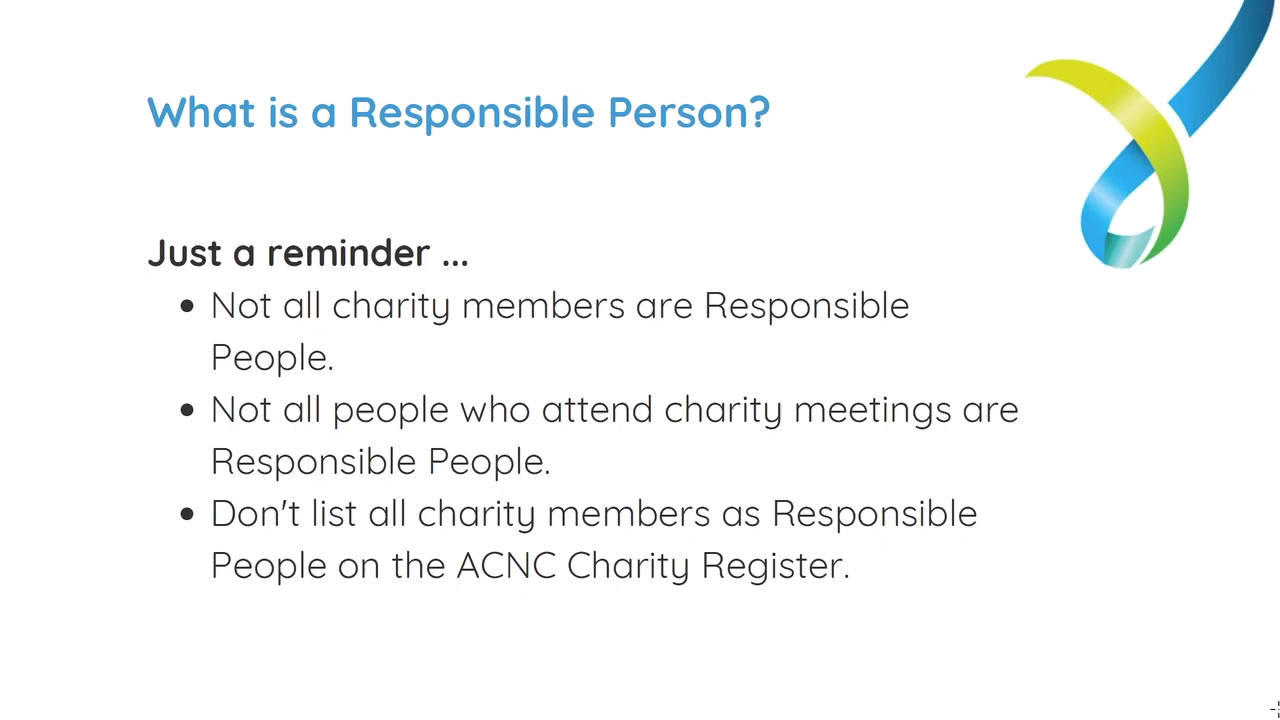 What is a Responsible Person?
Just a reminder ...
• Not all charity members are Responsible
People.
• Not all people who attend charity meetings are
Responsible People.
• Don't list all charity members as Responsible
People on the ACNC Charity Register.